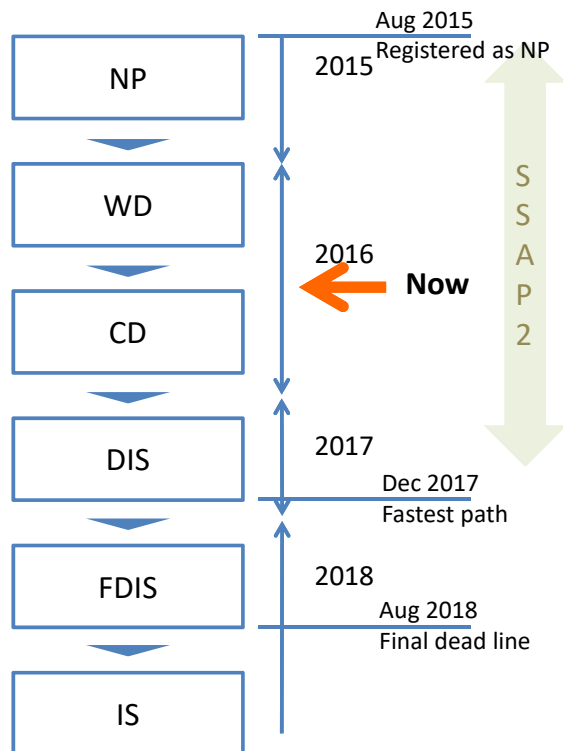 Aug 2015
Registered as NP
2015
NP
WD
2016
Now
CD
2017
DIS
Dec 2017
Fastest path
2018
FDIS
Aug 2018
Final dead line
IS
S
S
A
P
2